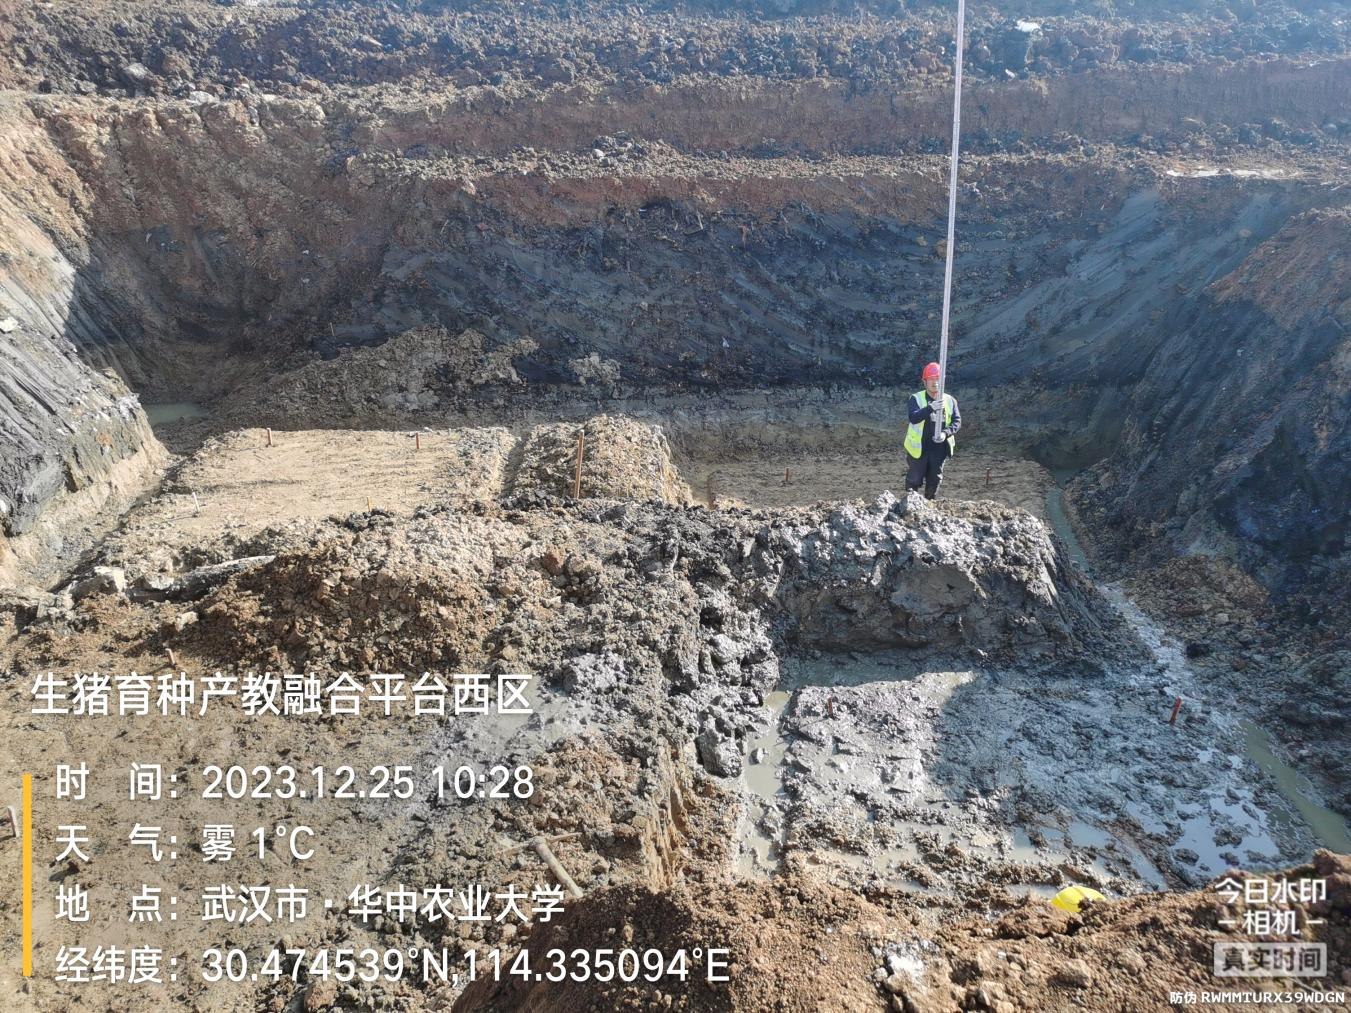 生猪育种产教融合平台西区
时 间：2023.12.25 10:28
天 气：雾 1℃
地 点：武汉市·华中农业大学
经纬度：30.474539°N,114.335094°E
今日水印
相机
真实时间
防伪 RWMMTURX39WDGN